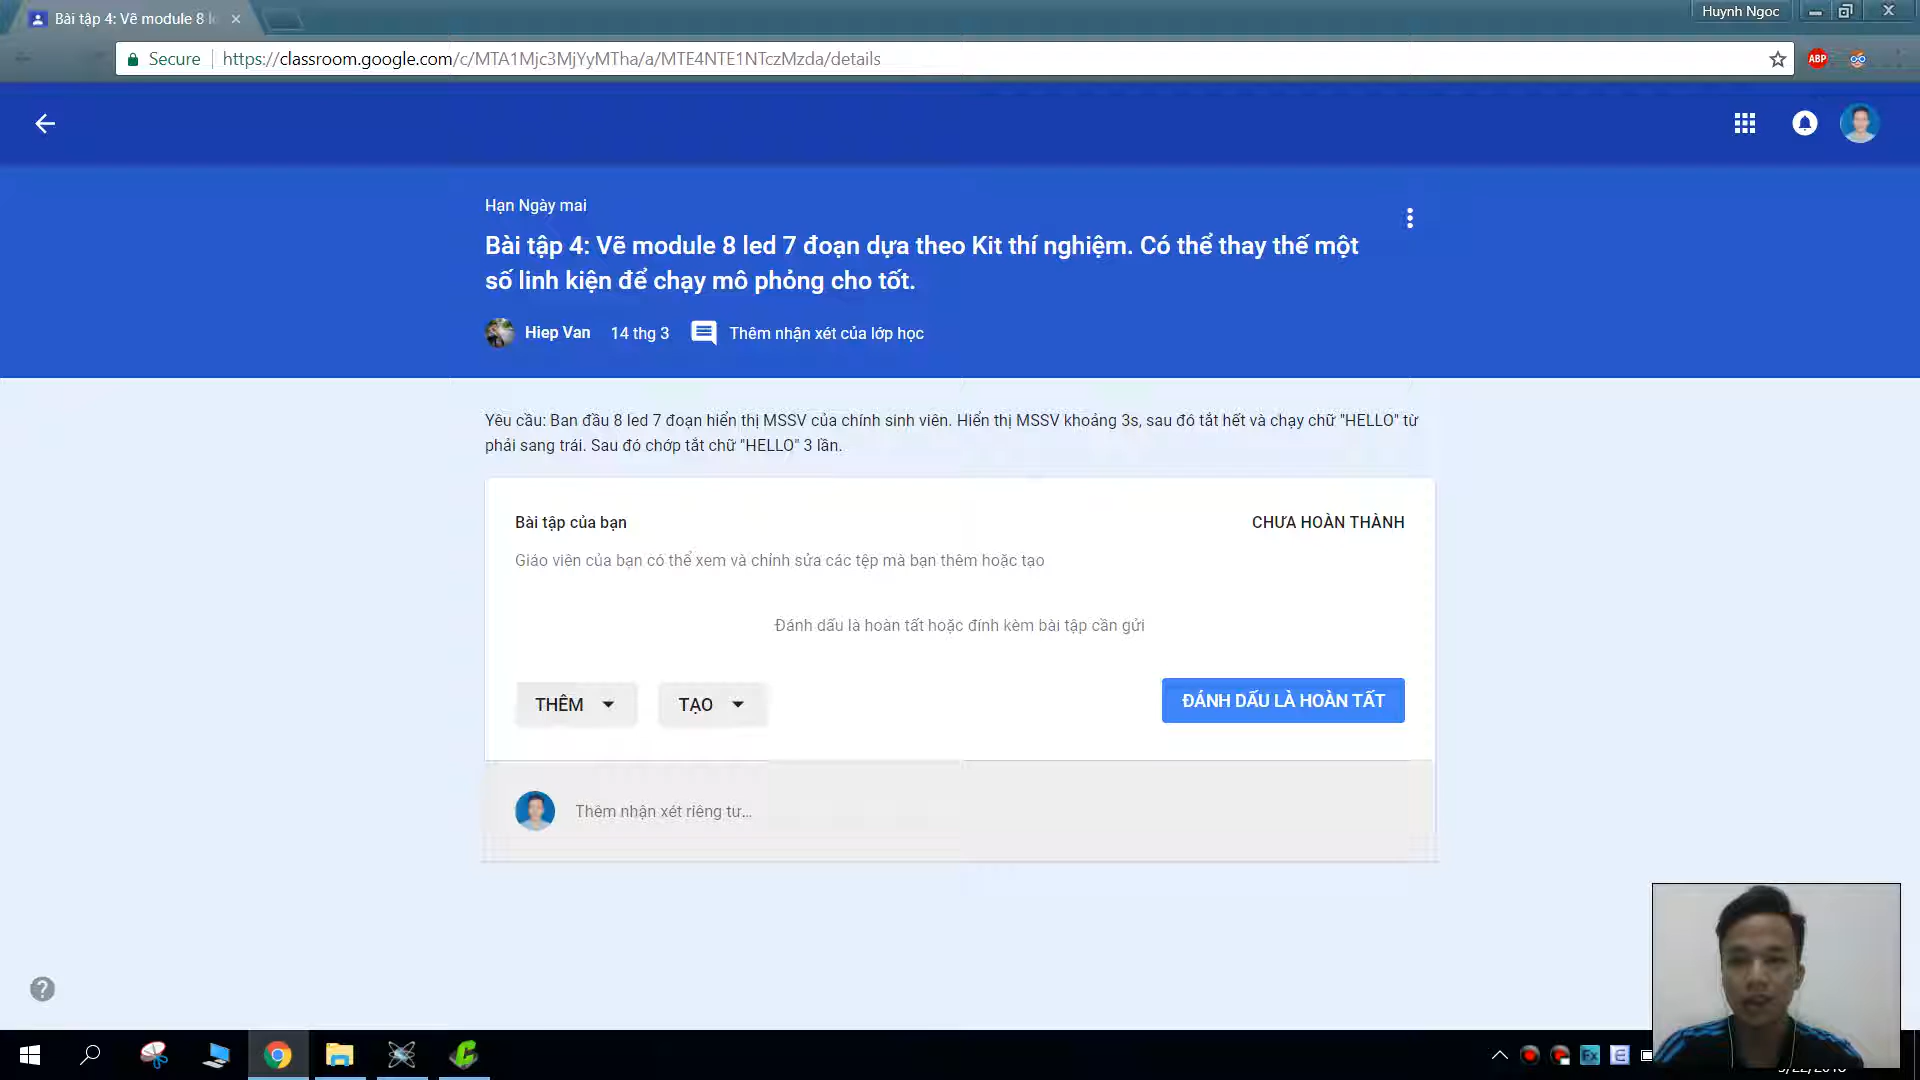 Bài tập 4: Vẽ module 8 l
Huynh Ngoc
Secure
https://classroom.google.com/c/MTA1Mjc3MjYyMTha/a/MTE4NTE1NTczMzda/details
ABP
Hạn Ngày mai
Bài tập 4: Vẽ module 8 led 7 đoạn dựa theo Kit thí nghiệm. Có thể thay thế một
số linh kiện để chạy mô phỏng cho tốt.
Hiep Van 14 thg 3 Thêm nhận xét của lớp học
Yêu cầu: Ban đầu 8 led 7 đoạn hiển thị MSSV của chính sinh viên. Hiển thị MSSV khoảng 3s, sau đó tắt hết và chạy chữ "HELLO" từ
phải sang trái. Sau đó chớp tắt chữ "HELLO" 3 lần.
Bài tập của bạn
CHƯA HOÀN THÀNH
Giáo viên của bạn có thể xem và chỉnh sửa các tệp mà bạn thêm hoặc tạo
Đánh dấu là hoàn tất hoặc đính kèm bài tập cần gửi
THÊM
TẠO
ĐÁNH DẤU LÀ HOÀN TẤT
Thêm nhận xét riêng tư...
?
Fx
E